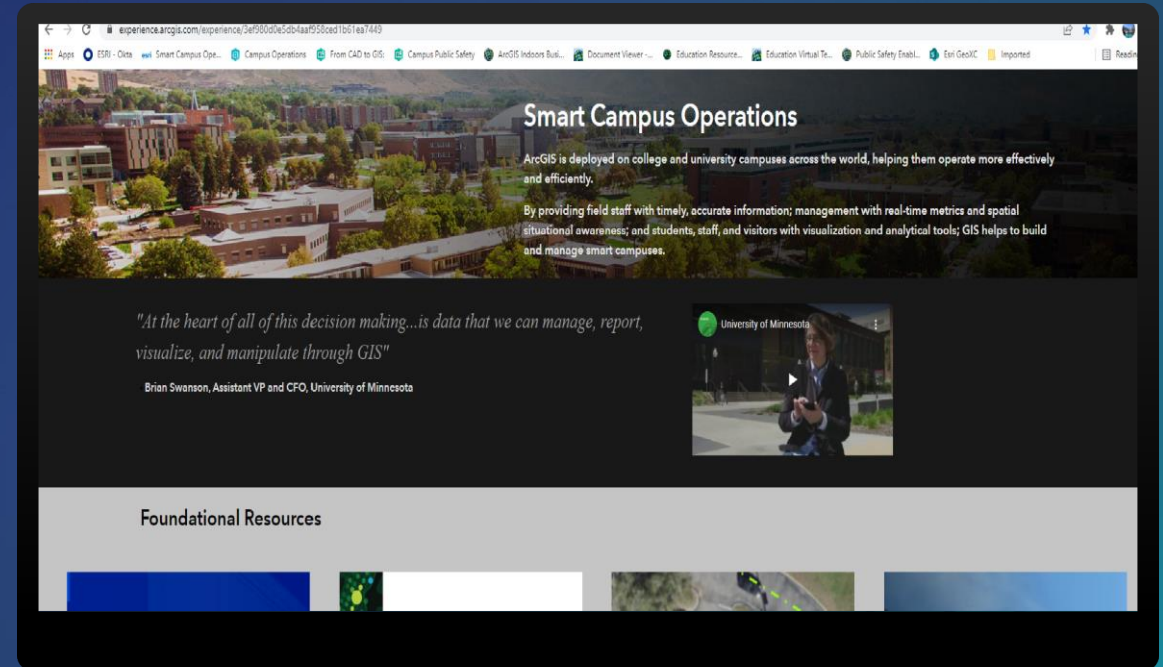 experience.arcgis.com/experience/3ef980d0e5db4aaf958ced1b61ea7449
Apps ESRI - Okta esri Smart Campus Ope... Campus Operations From CAD to GIS: Campus Public Safety ArcGIS Indoors Busi... Document Viewer -... Education Resource... Education Virtual Te... Public Safety Enabl... Esri GeoXC Imported Readin
Smart Campus Operations
ArcGIS is deployed on college and university campuses across the world, helping them operate more effectively
and efficiently.
By providing field staff with timely, accurate information; management with real-time metrics and spatial
situational awareness; and students, staff, and visitors with visualization and analytical tools; GIS helps to build
and manage smart campuses.
"At the heart of all of this decision making...is data that we can manage, report,
visualize, and manipulate through GIS"
Brian Swanson, Assistant VP and CFO, University of Minnesota
University of Minnesota
Foundational Resources